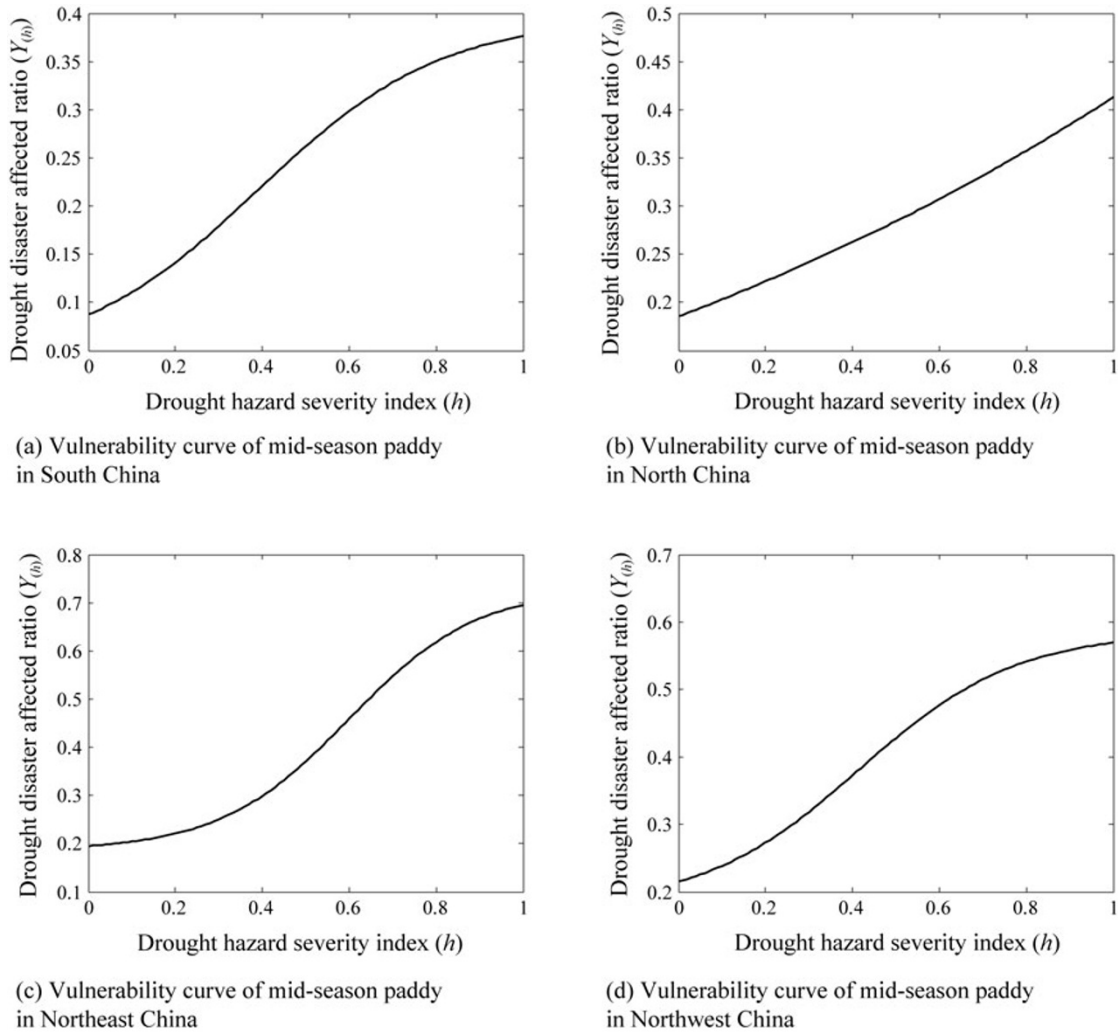 Drought disaster affected ratio (Y(h))
0.4
0.35
0.3
0.25
0.2
0.15
0.1
0.05
0 0.2 0.4 0.6 0.8 1
Drought hazard severity index (h)
(a) Vulnerability curve of mid-season paddy
in South China
Drought disaster affected ratio (Y(h))
0.5
0.4
0.3
0.2
0 0.2 0.4 0.6 0.8 1
Drought hazard severity index (h)
(b) Vulnerability curve of mid-season paddy
in North China
Drought disaster affected ratio (Y(h))
0.8
0.7
0.6
0.5
0.4
0.3
0.2
0.1
0 0.2 0.4 0.6 0.8 1
Drought hazard severity index (h)
(c) Vulnerability curve of mid-season paddy
in Northeast China
Drought disaster affected ratio (Y(h))
0.7
0.6
0.5
0.4
0.3
0.2
0 0.2 0.4 0.6 0.8 1
Drought hazard severity index (h)
(d) Vulnerability curve of mid-season paddy
in Northwest China